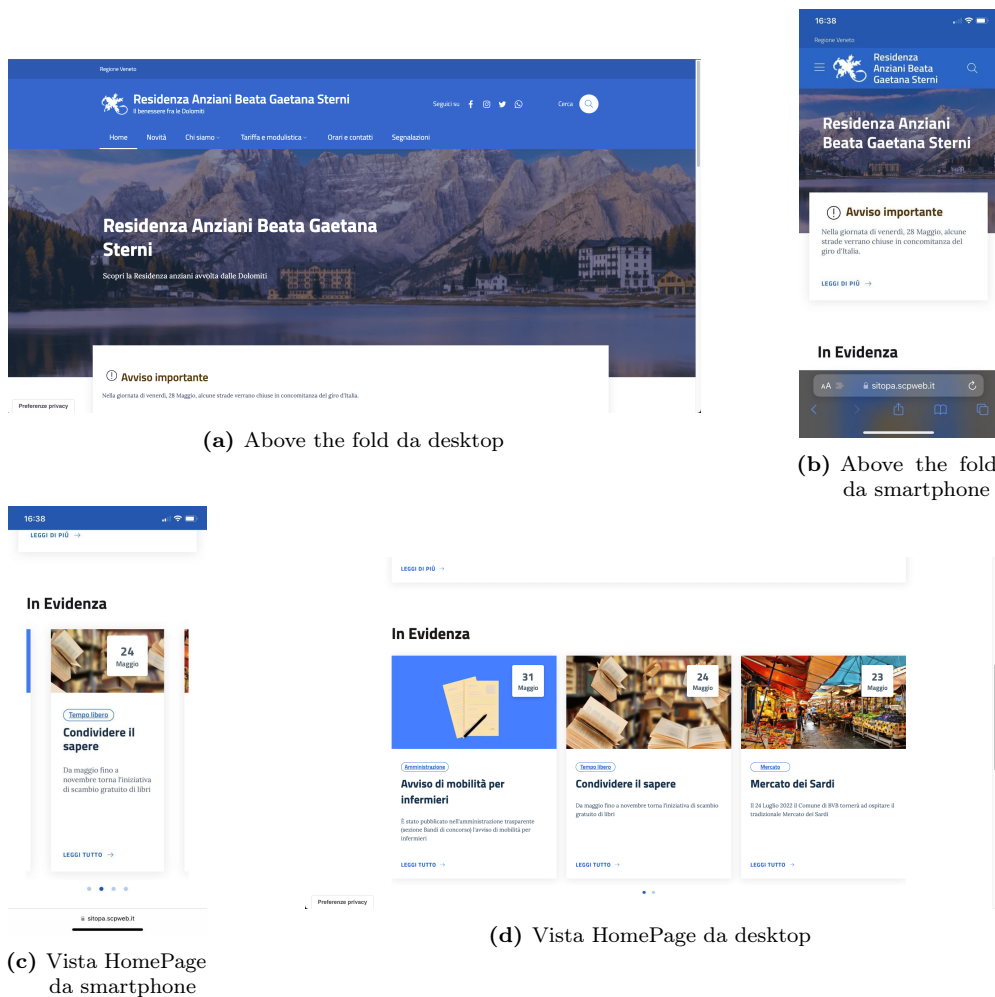 Regione Veneto
Residenza Anziani Beata Gaetana Sterni
Il benessere fra le Dolomiti
Seguici su
Cerca
Home Novità Chi siamo Tariffa e modulistica Orari e contatti Segnalazioni
Residenza Anziani Beata Gaetana
Sterni
Scopri la Residenza anziani avvolta dalle Dolomiti
Avviso importante
Nella giornata di venerdì, 28 Maggio, alcune strade verrano chiuse in concomitanza del giro d'Italia.
Preferenze privacy
(a) Above the fold da desktop
16:38
Regione Veneto
Residenza
Anziani Beata
Gaetana Sterni
Residenza Anziani
Beata Gaetana Sterni
Avviso importante
Nella giornata di venerdì, 28 Maggio, alcune
strade verrano chiuse in concomitanza del
giro d'Italia.
LEGGI DI PIÙ →
In Evidenza
AA sitopa.scpweb.it
(b) Above the fold
da smartphone
16:38
LEGGI DI PIÙ →
In Evidenza
24
Maggio
Tempo libero
Condividere il
sapere
Da maggio fino a
novembre torna l'iniziativa
di scambio gratuito di libri
LEGGI TUTTO →
sitopa.scpweb.it
(c) Vista HomePage
da smartphone
LEGGI DI PIÙ →
In Evidenza
31
Maggio
Amministrazione
Avviso di mobilità per
infermieri
È stato pubblicato nell'amministrazione trasparente
(sezione Bandi di concorso) l'avviso di mobilità per
infermieri
LEGGI TUTTO →
24
Maggio
Tempo libero
Condividere il sapere
Da maggio fino a novembre torna l'iniziativa di scambio
gratuito di libri
LEGGI TUTTO →
23
Maggio
Mercato
Mercato dei Sardi
Il 24 Luglio 2022 il Comune di BVB tornerà ad ospitare il
tradizionale Mercato dei Sardi
LEGGI TUTTO →
Preferenze privacy
(d) Vista HomePage da desktop